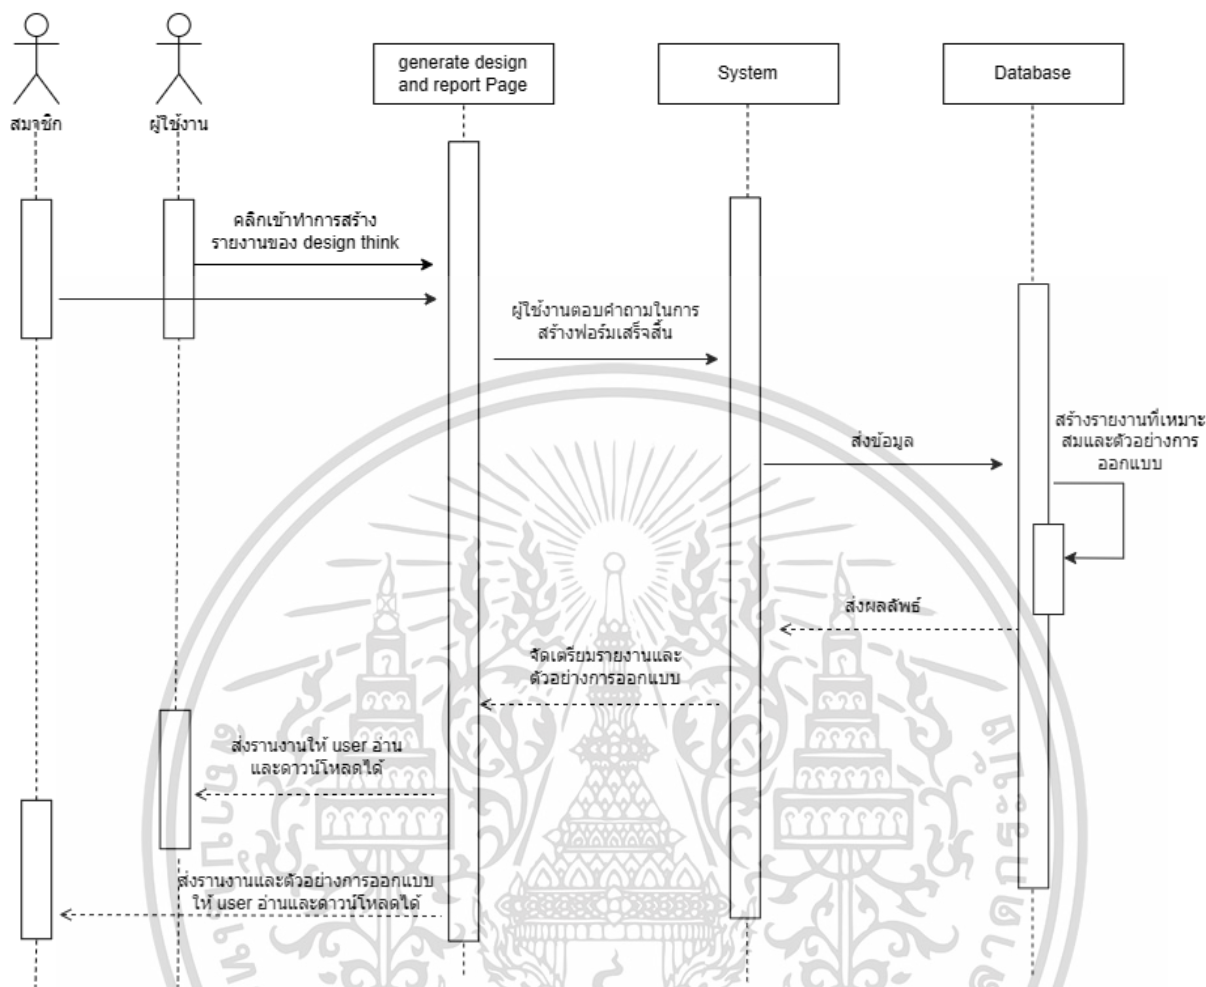 generate design
and report Page
System
Database
สมาชิก
ผู้ใช้งาน
คลิกเข้าทำการสร้าง
รายงานของ design think
ผู้ใช้งานตอบคำถามในการ
สร้างฟอร์มเสร็จสิ้น
ส่งข้อมูล
สร้างรายงานที่เหมาะ
สมและตัวอย่างการ
ออกแบบ
ส่งผลลัพธ์
จัดเตรียมรายงานและ
ตัวอย่างการออกแบบ
ส่งรานงานให้ user อ่าน
และดาวน์โหลดได้
ส่งรานงานและตัวอย่างการออกแบบ
ให้ user อ่านและดาวน์โหลดได้